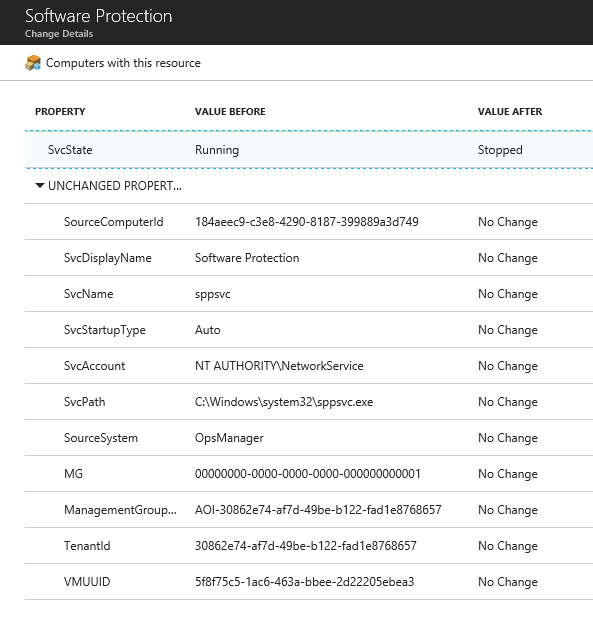 Software Protection
Change Details
Computers with this resource
PROPERTY VALUE BEFORE VALUE AFTER
SvcState Running Stopped
UNCHANGED PROPERT...
SourceComputerId 184aeec9-c3e8-4290-8187-399889a3d749 No Change
SvcDisplayName Software Protection No Change
SvcName sppsvc No Change
SvcStartupType Auto No Change
SvcAccount NT AUTHORITY\NetworkService No Change
SvcPath C:\Windows\system32\sppsvc.exe No Change
SourceSystem OpsManager No Change
MG 00000000-0000-0000-0000-000000000001 No Change
ManagementGroup... AOI-30862e74-af7d-49be-b122-fad1e8768657 No Change
TenantId 30862e74-af7d-49be-b122-fad1e8768657 No Change
VMUUID 5f8f75c5-1ac6-463a-bbee-2d22205ebea3 No Change